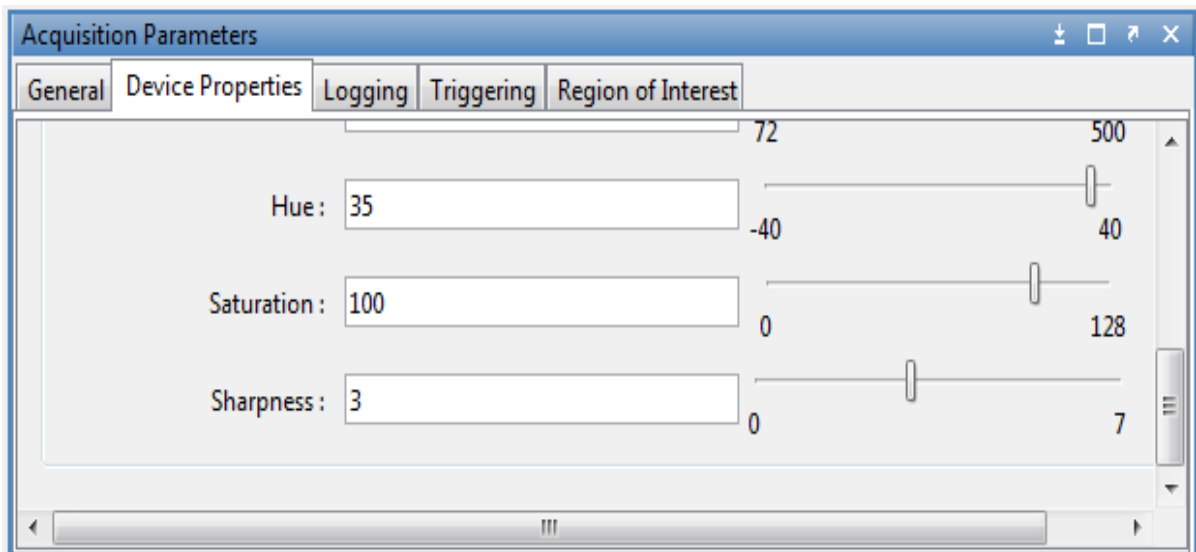 Acquisition Parameters
General Device Properties Logging Triggering Region of Interest
72 500
Hue : 35
-40 40
Saturation : 100
0 128
Sharpness : 3
0 7